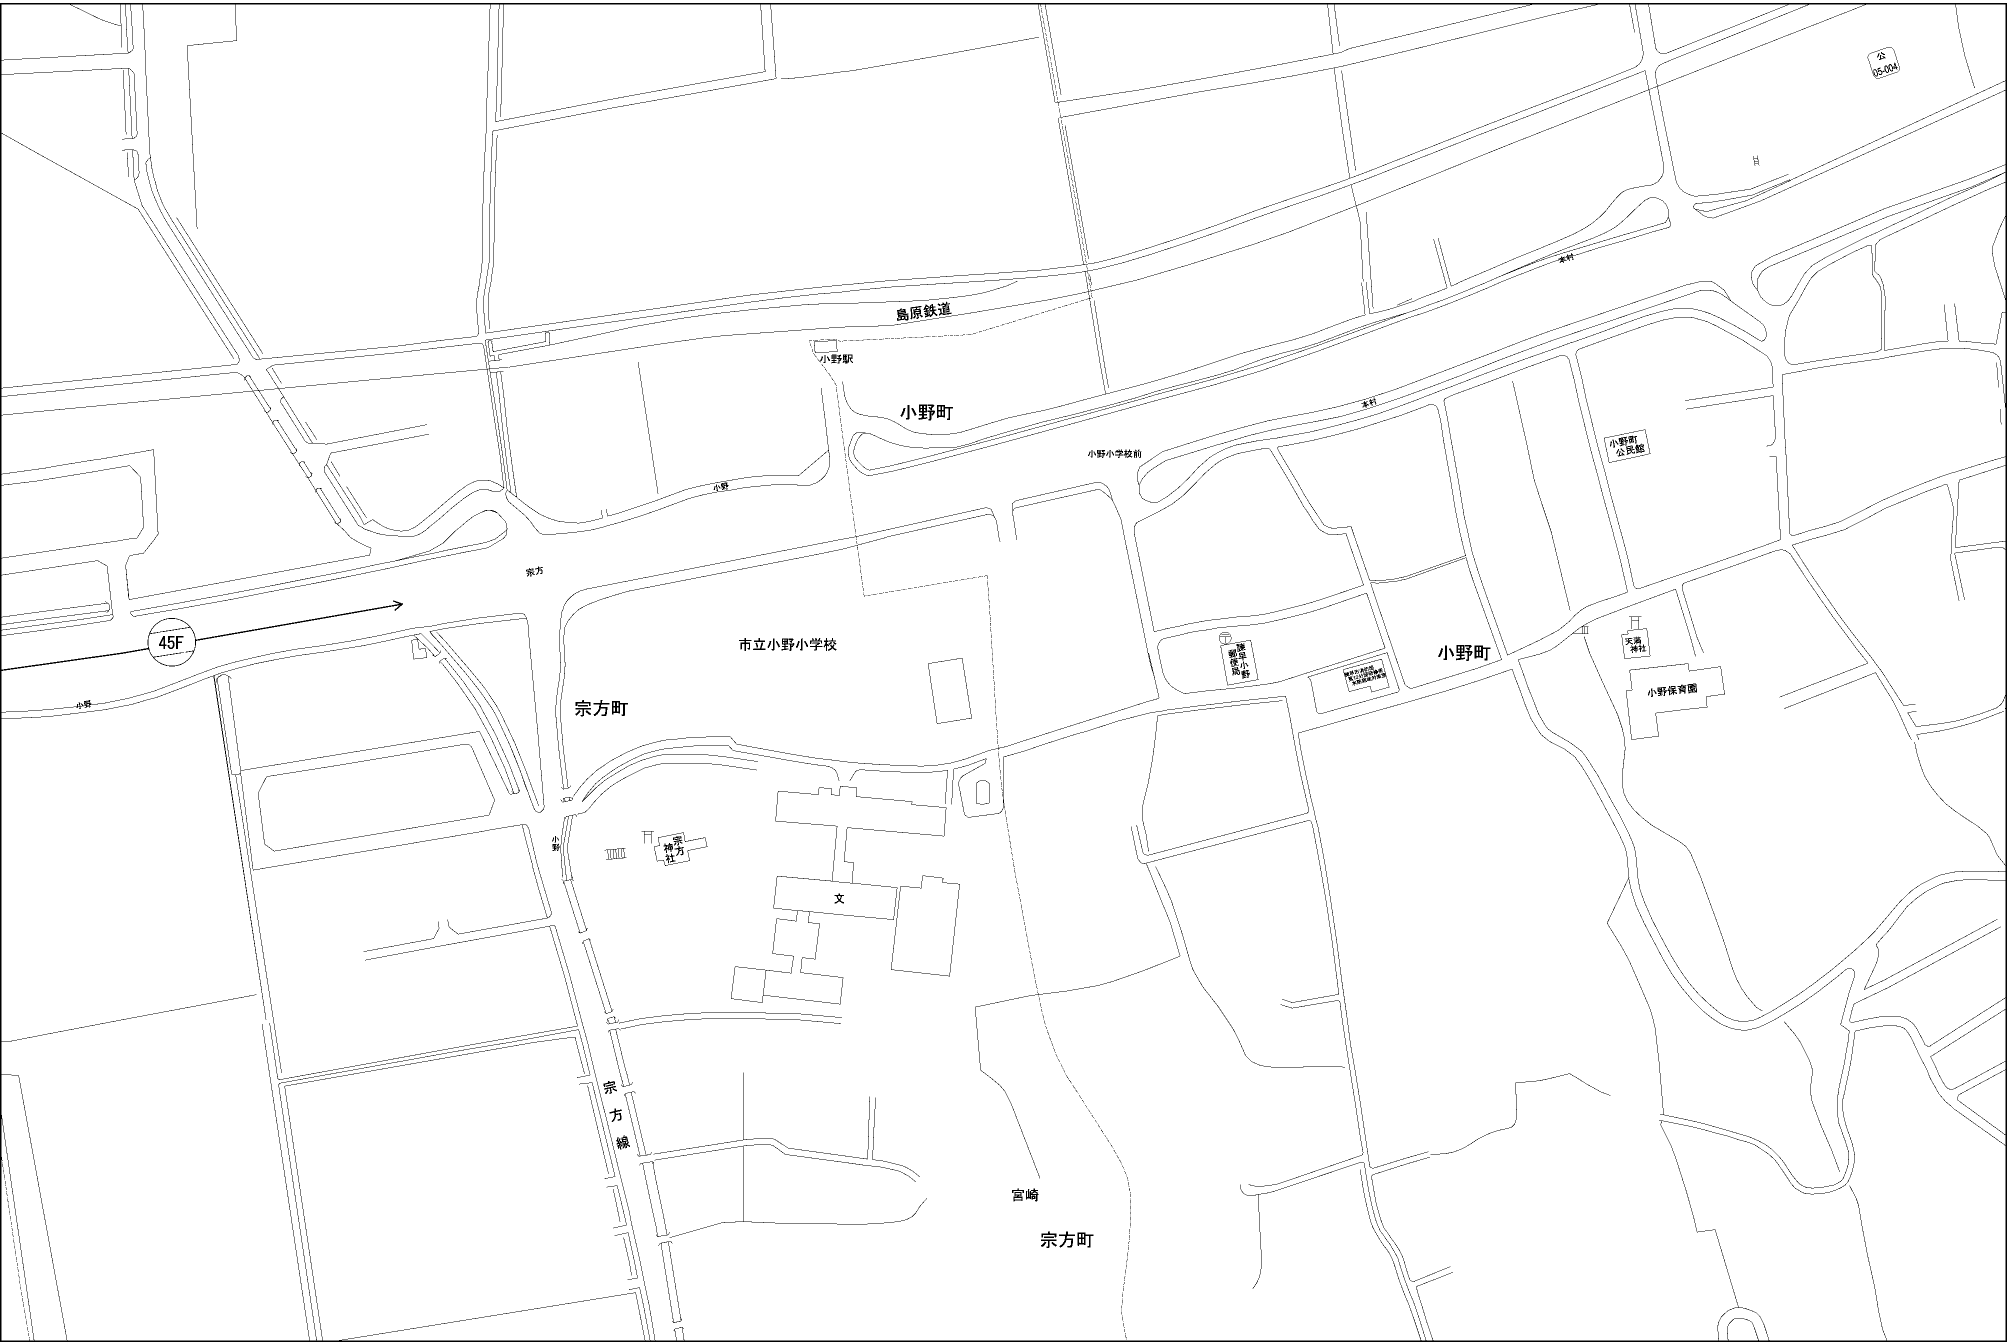 公
05-004
本村
島原鉄道
小野駅
小野町
本村
小野小学校前
小野町
公民館
小野
宗方
45F
市立小野小学校
諫早小野
郵便局
小野町
天満
神社
小野保育園
小野
宗方町
小野
宗方
神社
文
宗方線
宮崎
宗方町